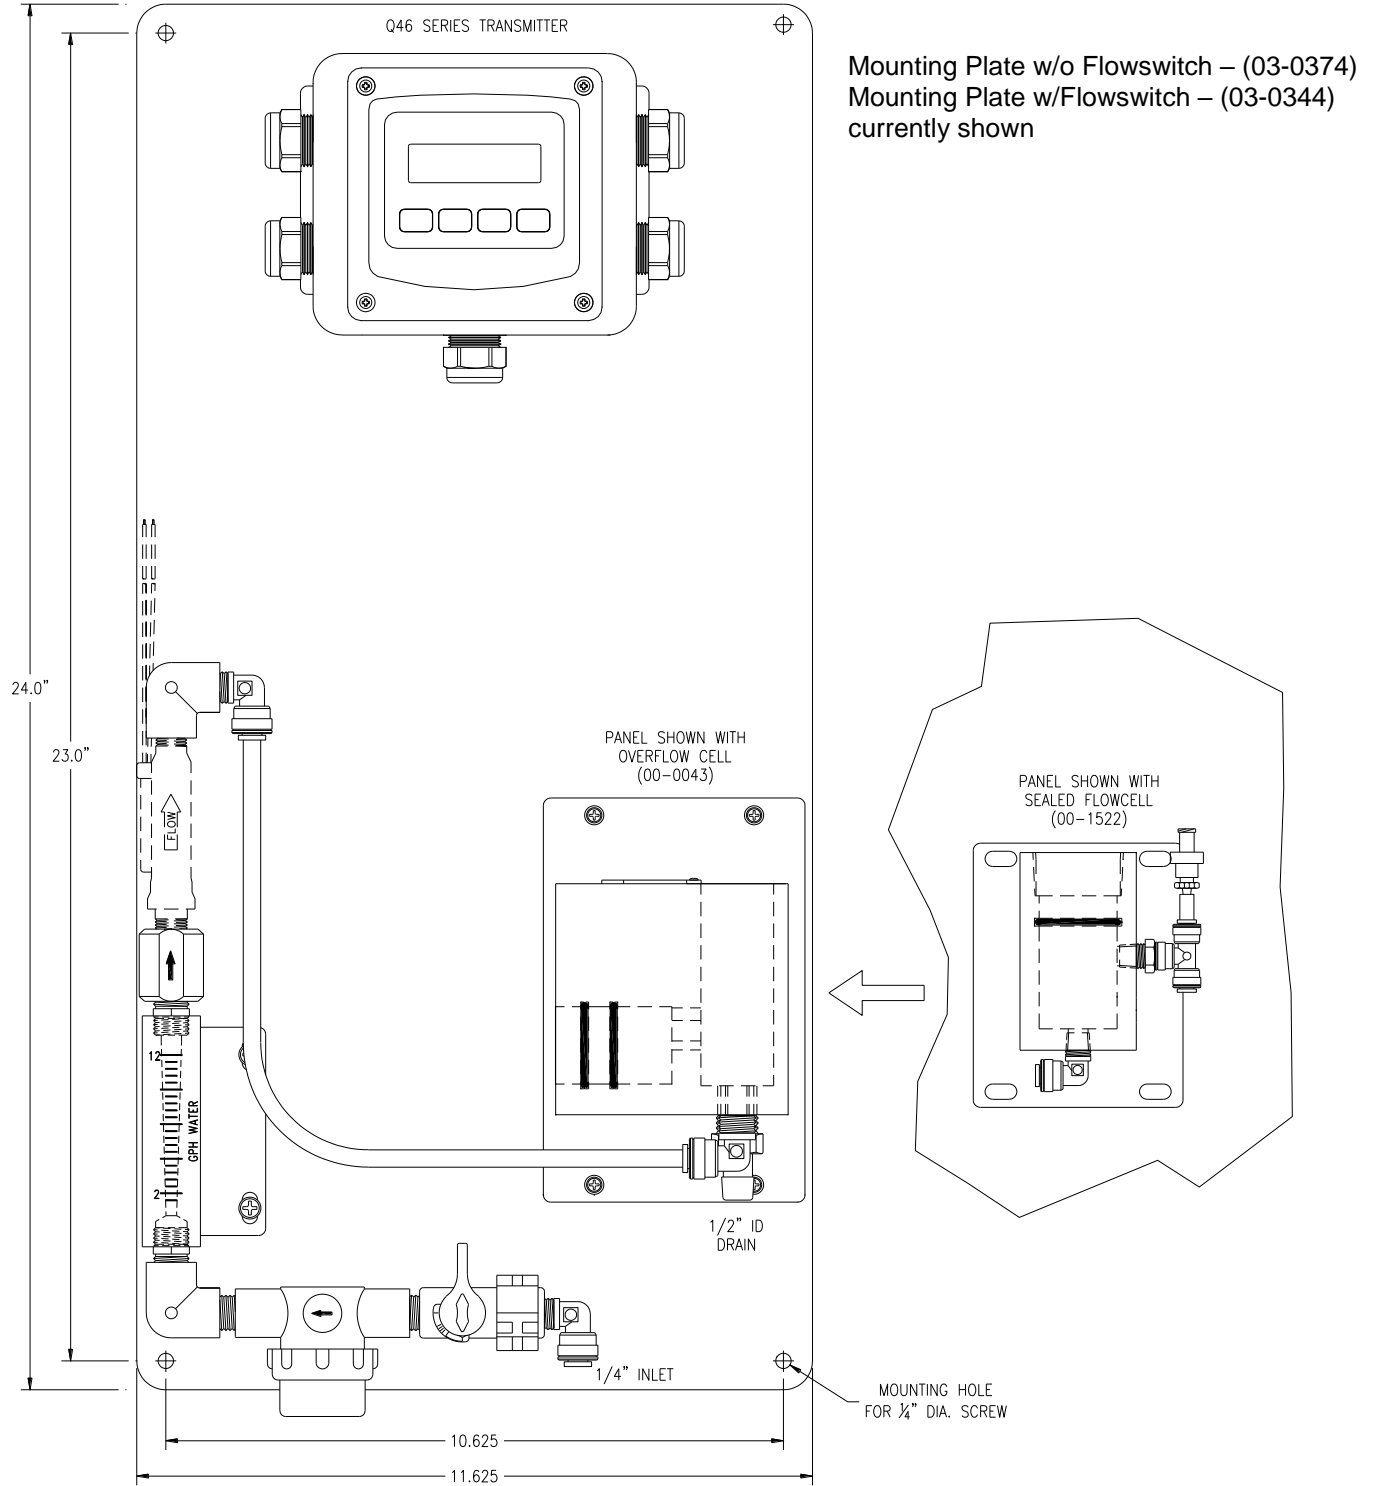 Q46 SERIES TRANSMITTER
Mounting Plate w/o Flowswitch – (03-0374)
Mounting Plate w/Flowswitch – (03-0344)
currently shown
24.0"
23.0"
PANEL SHOWN WITH
OVERFLOW CELL
(00-0043)
PANEL SHOWN WITH
SEALED FLOWCELL
(00-1522)
FLOW
12
GPH WATER
2
1/2" ID
DRAIN
1/4" INLET
MOUNTING HOLE
FOR ¼" DIA. SCREW
10.625
11.625